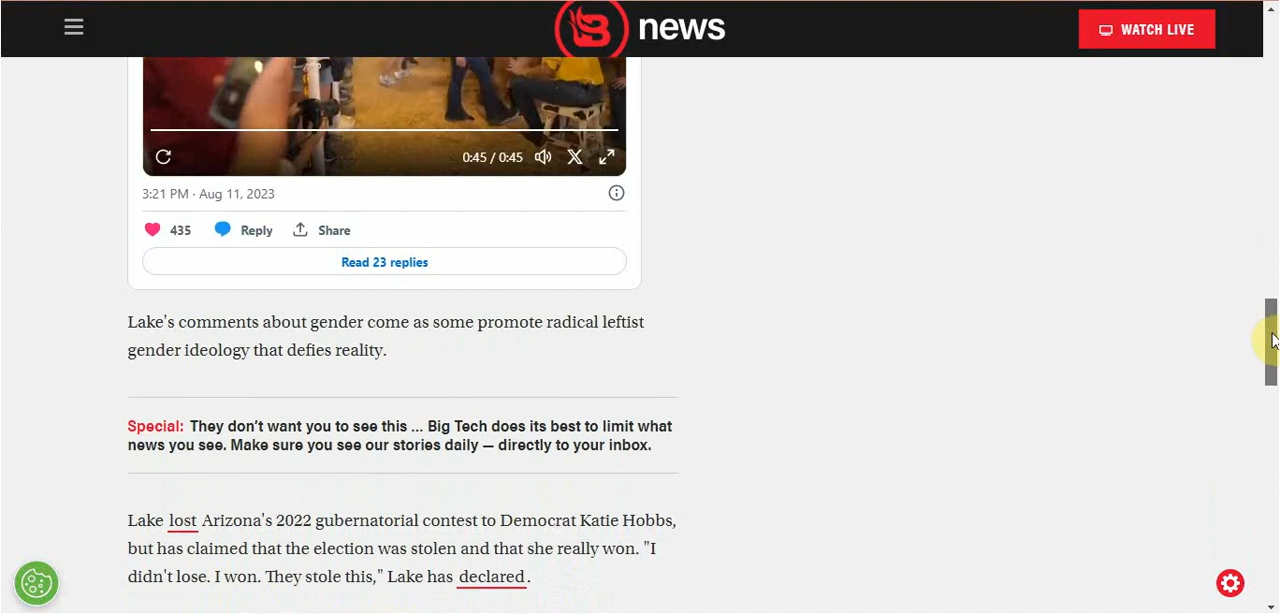 news
WATCH LIVE
0:45 / 0:45
3:21 PM · Aug 11, 2023
435 Reply Share
Read 23 replies
Lake's comments about gender come as some promote radical leftist
gender ideology that defies reality.
Special: They don’t want you to see this ... Big Tech does its best to limit what
news you see. Make sure you see our stories daily — directly to your inbox.
Lake lost Arizona's 2022 gubernatorial contest to Democrat Katie Hobbs,
but has claimed that the election was stolen and that she really won. "I
didn't lose. I won. They stole this," Lake has declared.